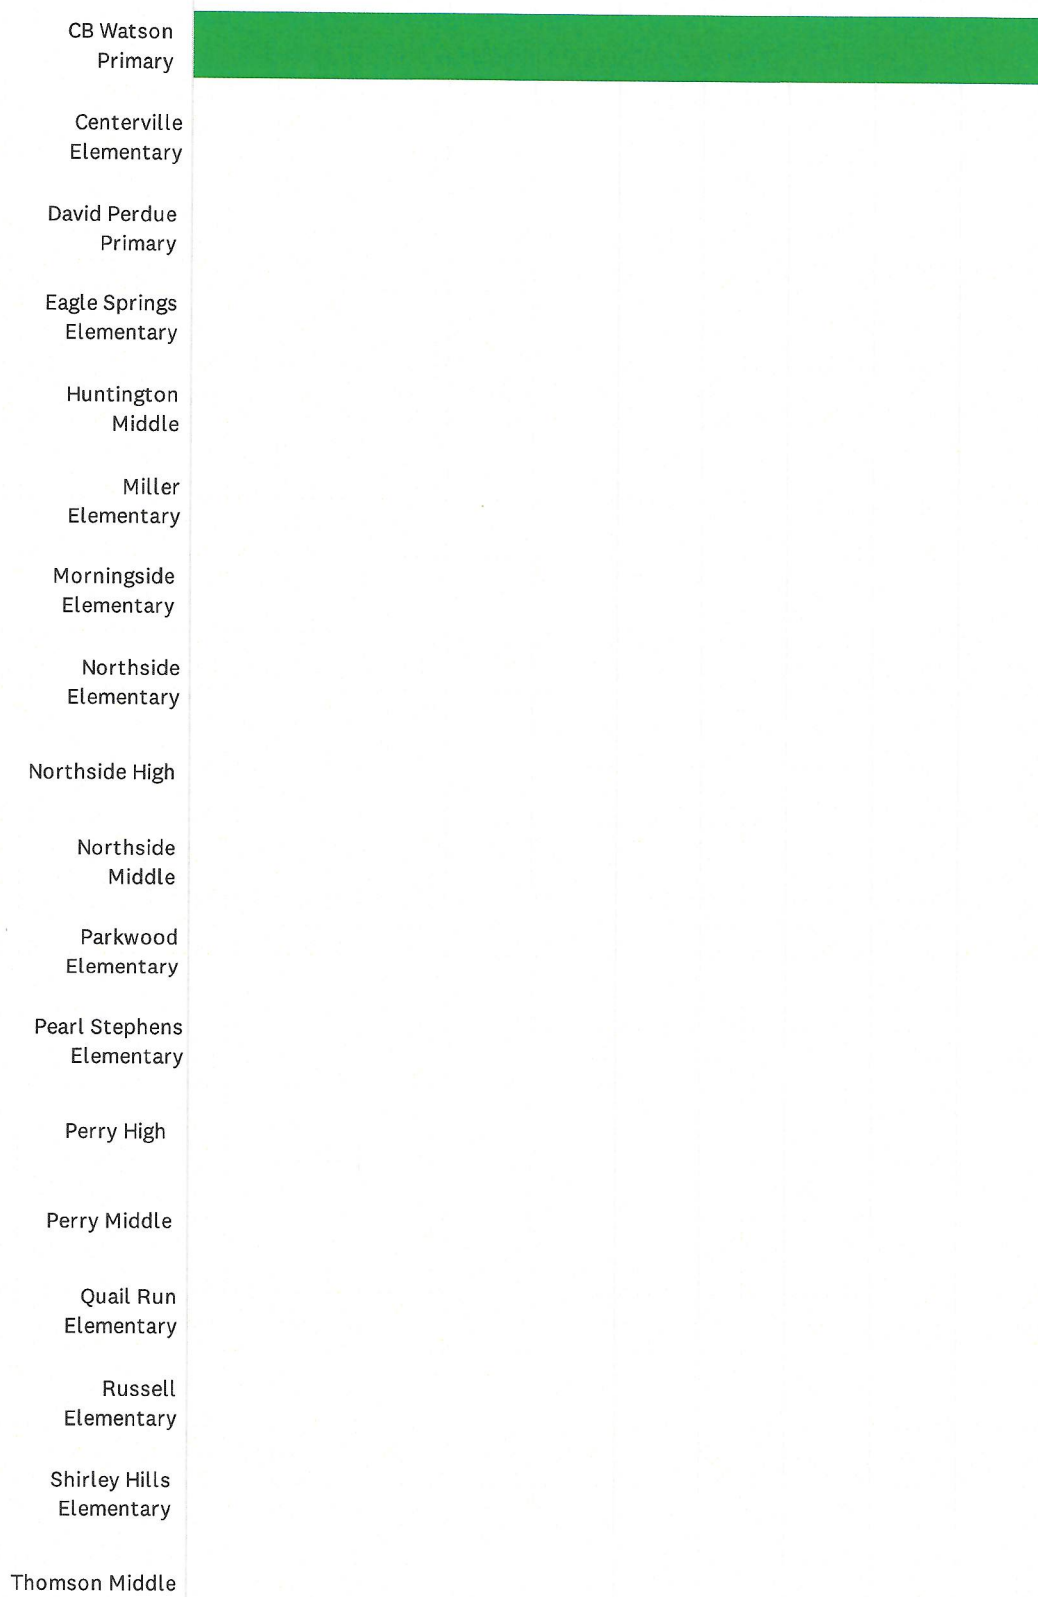 CB Watson
Primary
Centerville
Elementary
David Perdue
Primary
Eagle Springs
Elementary
Huntington
Middle
Miller
Elementary
Morningside
Elementary
Northside
Elementary
Northside High
Northside
Middle
Parkwood
Elementary
Pearl Stephens
Elementary
Perry High
Perry Middle
Quail Run
Elementary
Russell
Elementary
Shirley Hills
Elementary
Thomson Middle